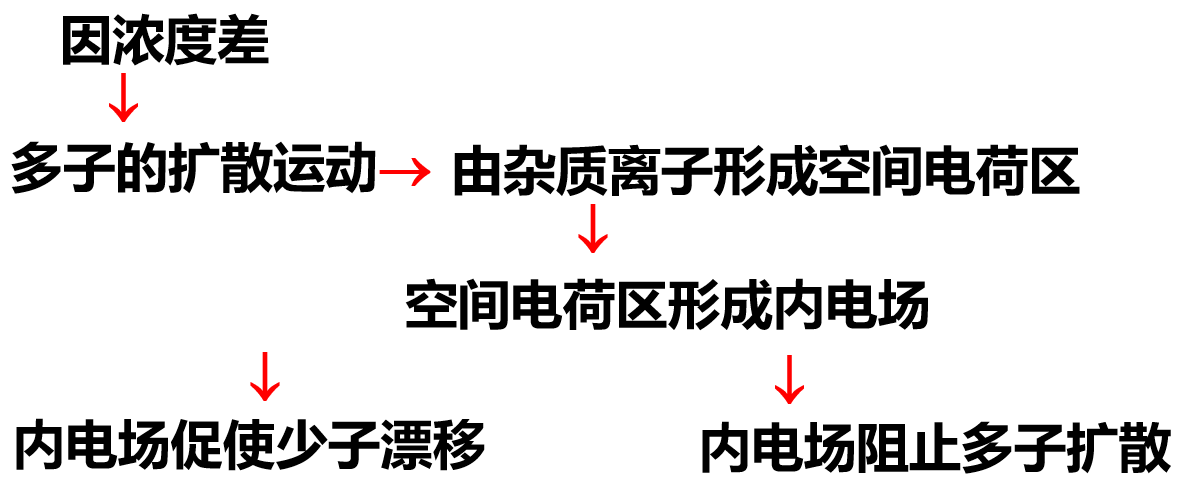 因浓度差
↓
多子的扩散运动→由杂质离子形成空间电荷区
↓
空间电荷区形成内电场
↓ ↓
内电场促使少子漂移 内电场阻止多子扩散